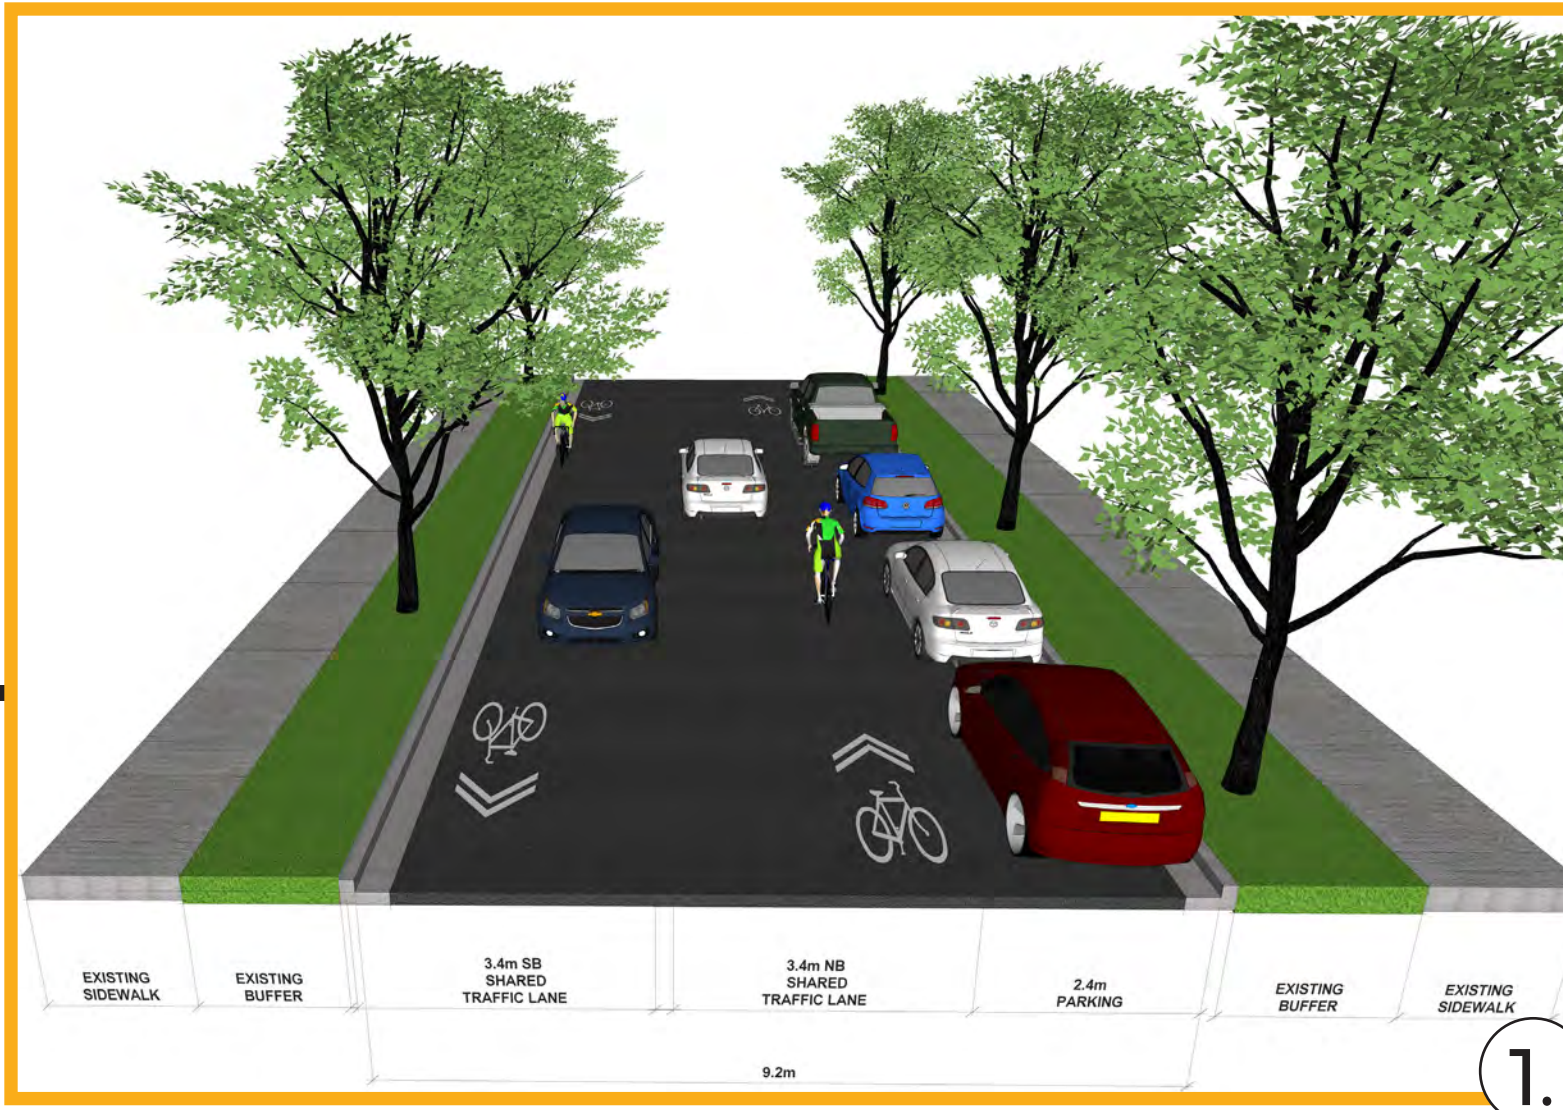 EXISTING
SIDEWALK
EXISTING
BUFFER
3.4m SB
SHARED
TRAFFIC LANE
3.4m NB
SHARED
TRAFFIC LANE
2.4m
PARKING
EXISTING
BUFFER
EXISTING
SIDEWALK
9.2m
1.